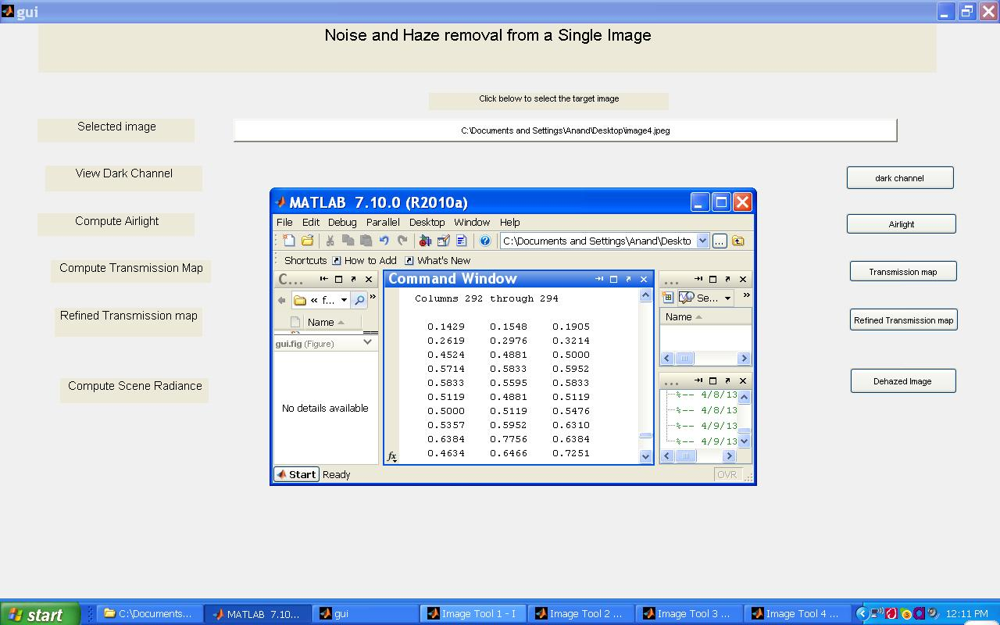 gui
Noise and Haze removal from a Single Image
Click below to select the target image
Selected image
C:\Documents and Settings\Anand\Desktop\image4.jpeg
View Dark Channel
dark channel
Compute Airlight
Airlight
Compute Transmission Map
Transmission map
Refined Transmission map
Refined Transmission map
Compute Scene Radiance
Dehazed Image
MATLAB 7.10.0 (R2010a)
File Edit Debug Parallel Desktop Window Help
C:\Documents and Settings\Anand\Deskto
...
Shortcuts How to Add What's New
C...
Command Window
...
« f...
»
Se...
»
Name
Name
gui.fig (Figure)
No details available
Columns 292 through 294
0.1429 0.1548 0.1905
0.2619 0.2976 0.3214
0.4524 0.4881 0.5000
0.5714 0.5833 0.5952
0.5833 0.5595 0.5833
0.5119 0.4881 0.5119
0.5000 0.5119 0.5476
0.5357 0.5952 0.6310
0.6384 0.7756 0.6384
0.4634 0.6466 0.7251
fx
...
%-- 4/8/13
%-- 4/8/13
%-- 4/9/13
%-- 4/9/13
Start Ready
OVR
start
C:\Documents...
MATLAB 7.10...
gui
Image Tool 1 - I
Image Tool 2 ...
Image Tool 3 ...
Image Tool 4 ...
12:11 PM